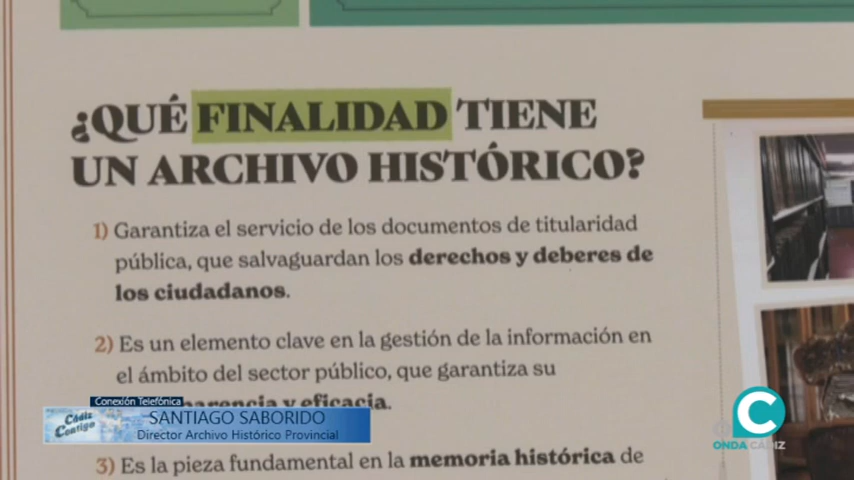 ¿QUÉ FINALIDAD TIENE
UN ARCHIVO HISTÓRICO?
1) Garantiza el servicio de los documentos de titularidad
pública, que salvaguardan los derechos y deberes de
los ciudadanos.
2) Es un elemento clave en la gestión de la información en
el ámbito del sector público, que garantiza su
y eficacia.
3) Es la pieza fundamental en la memoria histórica de
Conexión Telefónica
Cádiz
Contigo
SANTIAGO SABORIDO
Director Archivo Histórico Provincial
ONDA CÁDIZ